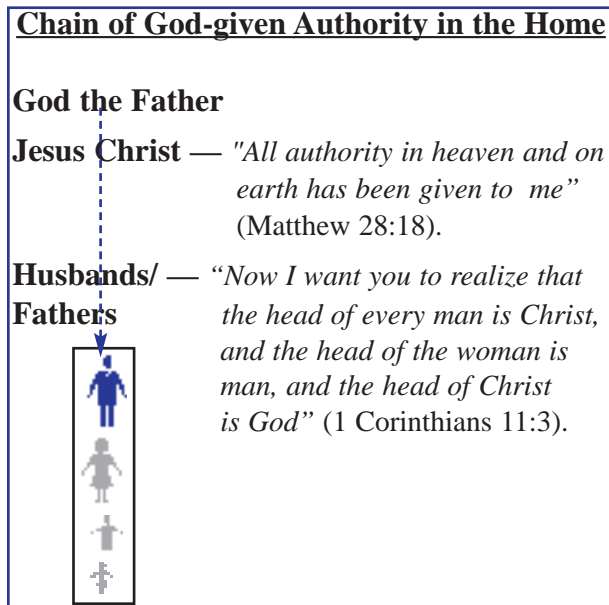 Chain of God-given Authority in the Home
God the Father
Jesus Christ — "All authority in heaven and on
earth has been given to  me”
(Matthew 28:18).
Husbands/ — “Now I want you to realize that
Fathers the head of every man is Christ,
and the head of the woman is
man, and the head of Christ
is God” (1 Corinthians 11:3).